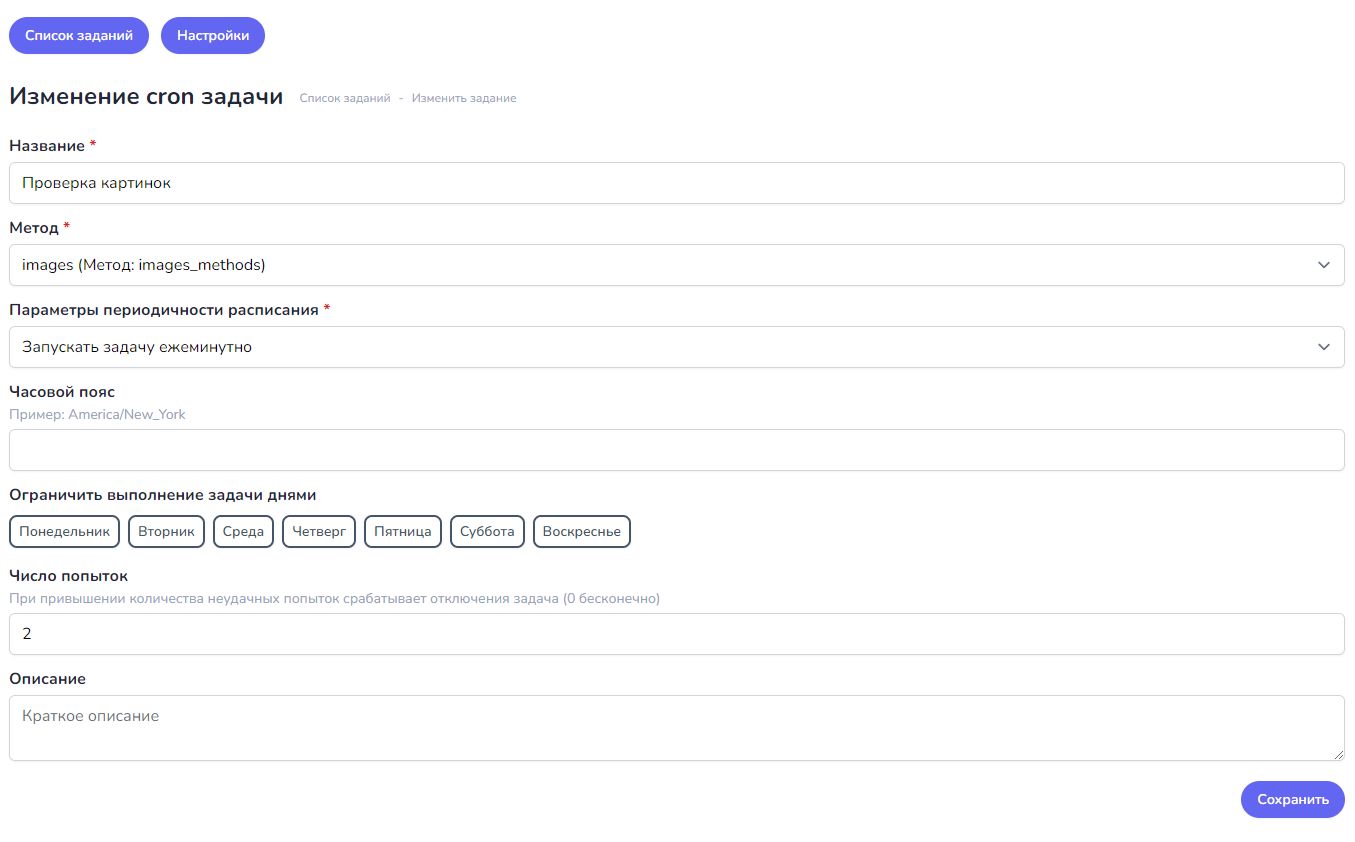 Список заданий Настройки
Изменение cron задачи Список заданий - Изменить задание
Название *
Проверка картинок
Метод *
images (Метод: images_methods)
Параметры периодичности расписания *
Запускать задачу ежеминутно
Часовой пояс
Пример: America/New_York
Ограничить выполнение задачи днями
Понедельник Вторник Среда Четверг Пятница Суббота Воскреснье
Число попыток
При привышении количества неудачных попыток срабатывает отключения задача (0 бесконечно)
2
Описание
Краткое описание
Сохранить